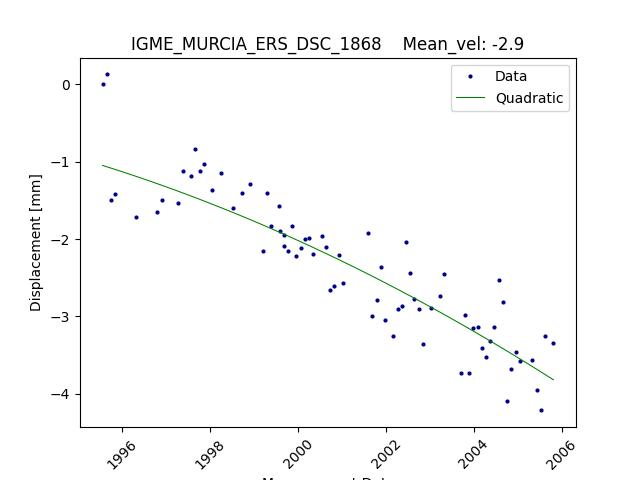 IGME_MURCIA_ERS_DSC_1868    Mean_vel: -2.9
Data
Quadratic
Displacement [mm]
0
−1
−2
−3
−4
1996
1998
2000
2002
2004
2006